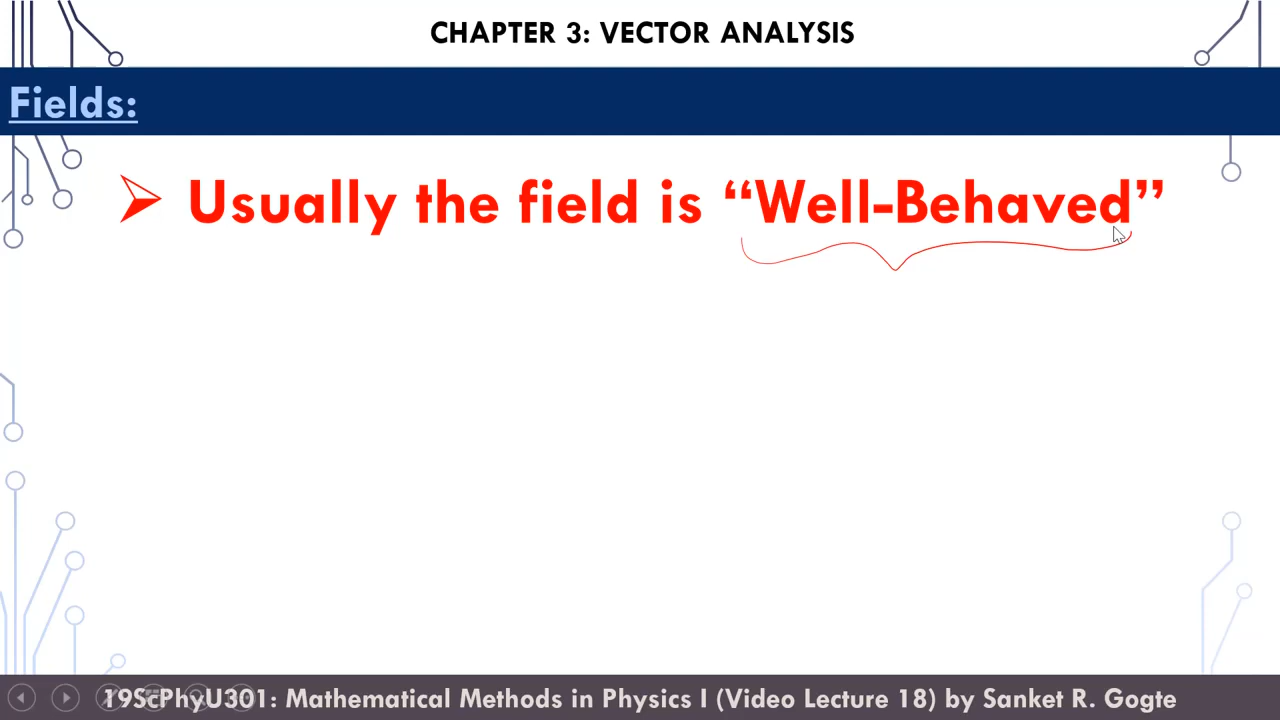 CHAPTER 3: VECTOR ANALYSIS
Fields:
Usually the field is “Well-Behaved”
19ScPhyU301: Mathematical Methods in Physics I (Video Lecture 18) by Sanket R. Gogte